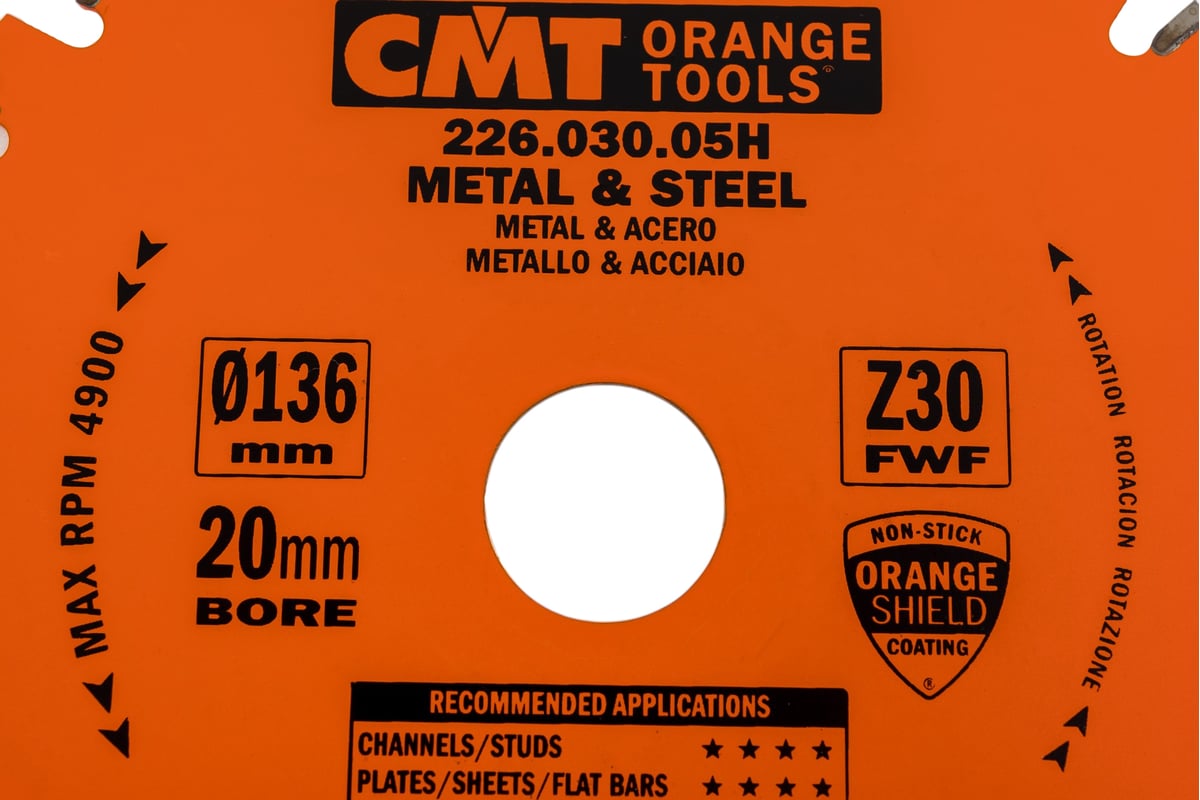 CMT ORANGE TOOLS®
226.030.05H
METAL & STEEL
METAL & ACERO
METALLO & ACCIAIO
MAX RPM 4900
Ø136
mm
20mm
BORE
Z30
FWF
NON-STICK
ORANGE
SHIELD
COATING
®
ROTATION ROTACION ROTAZIONE
RECOMMENDED APPLICATIONS
CHANNELS/STUDS ★ ★ ★ ★
PLATES/SHEETS/FLAT BARS ★ ★ ★ ★